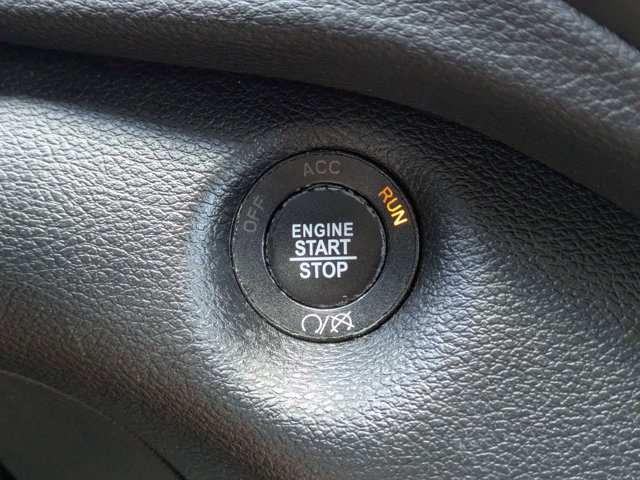 ACC
OFF
RUN
ENGINE
START
STOP